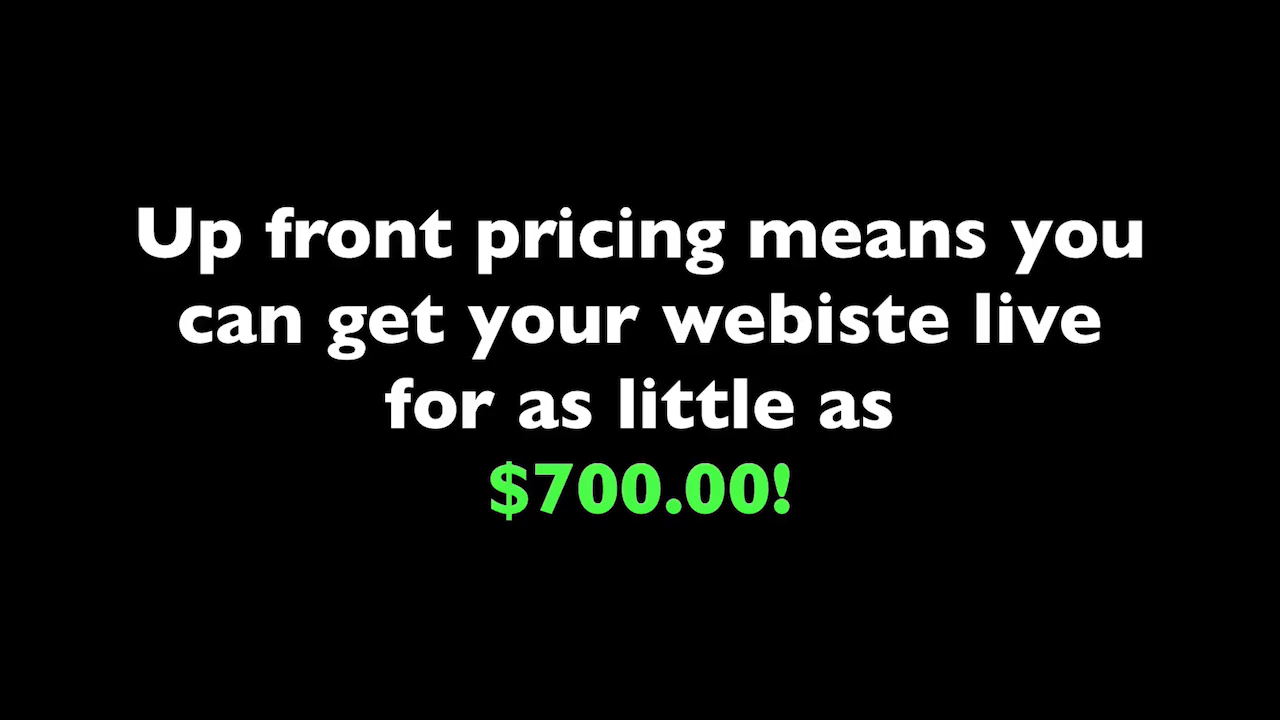 Up front pricing means you
can get your webiste live
for as little as
$700.00!